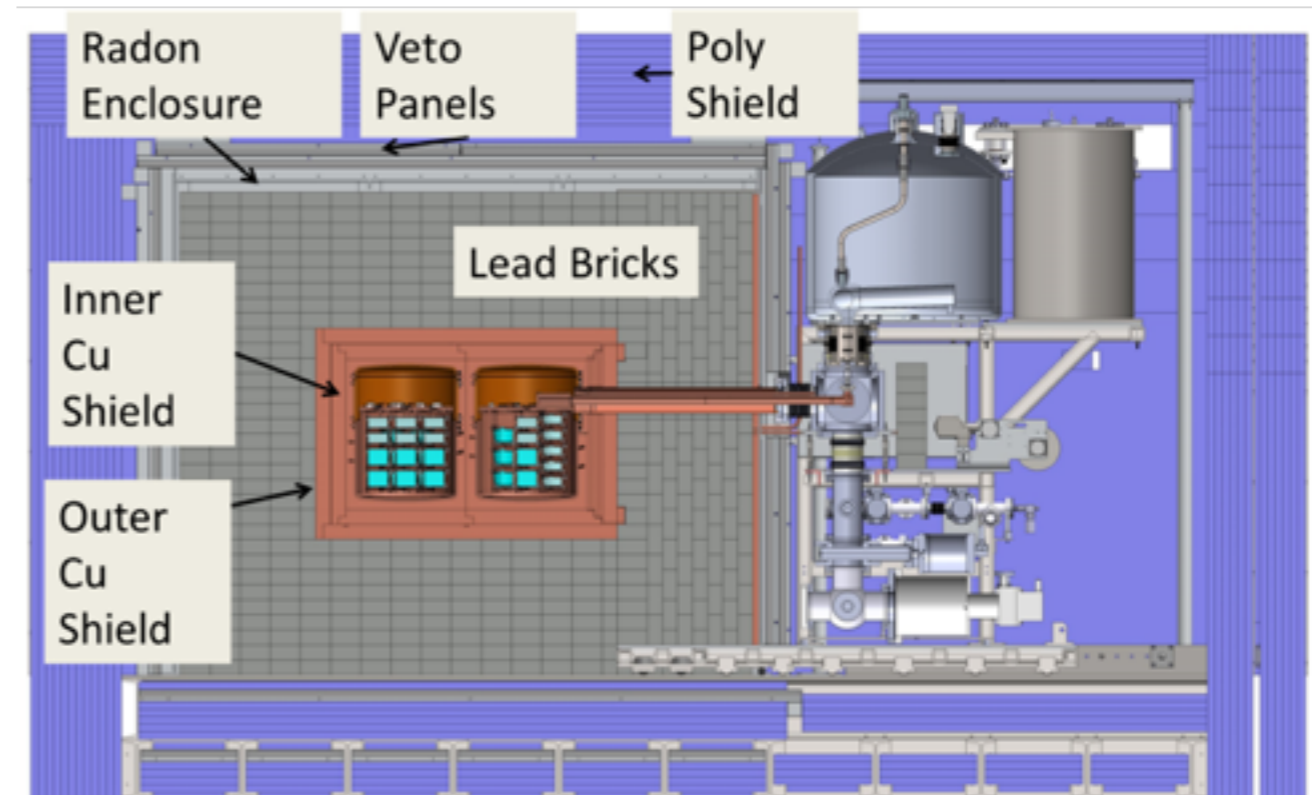 Radon
Enclosure
Veto
Panels
Poly
Shield
Lead Bricks
Inner
Cu
Shield
Outer
Cu
Shield